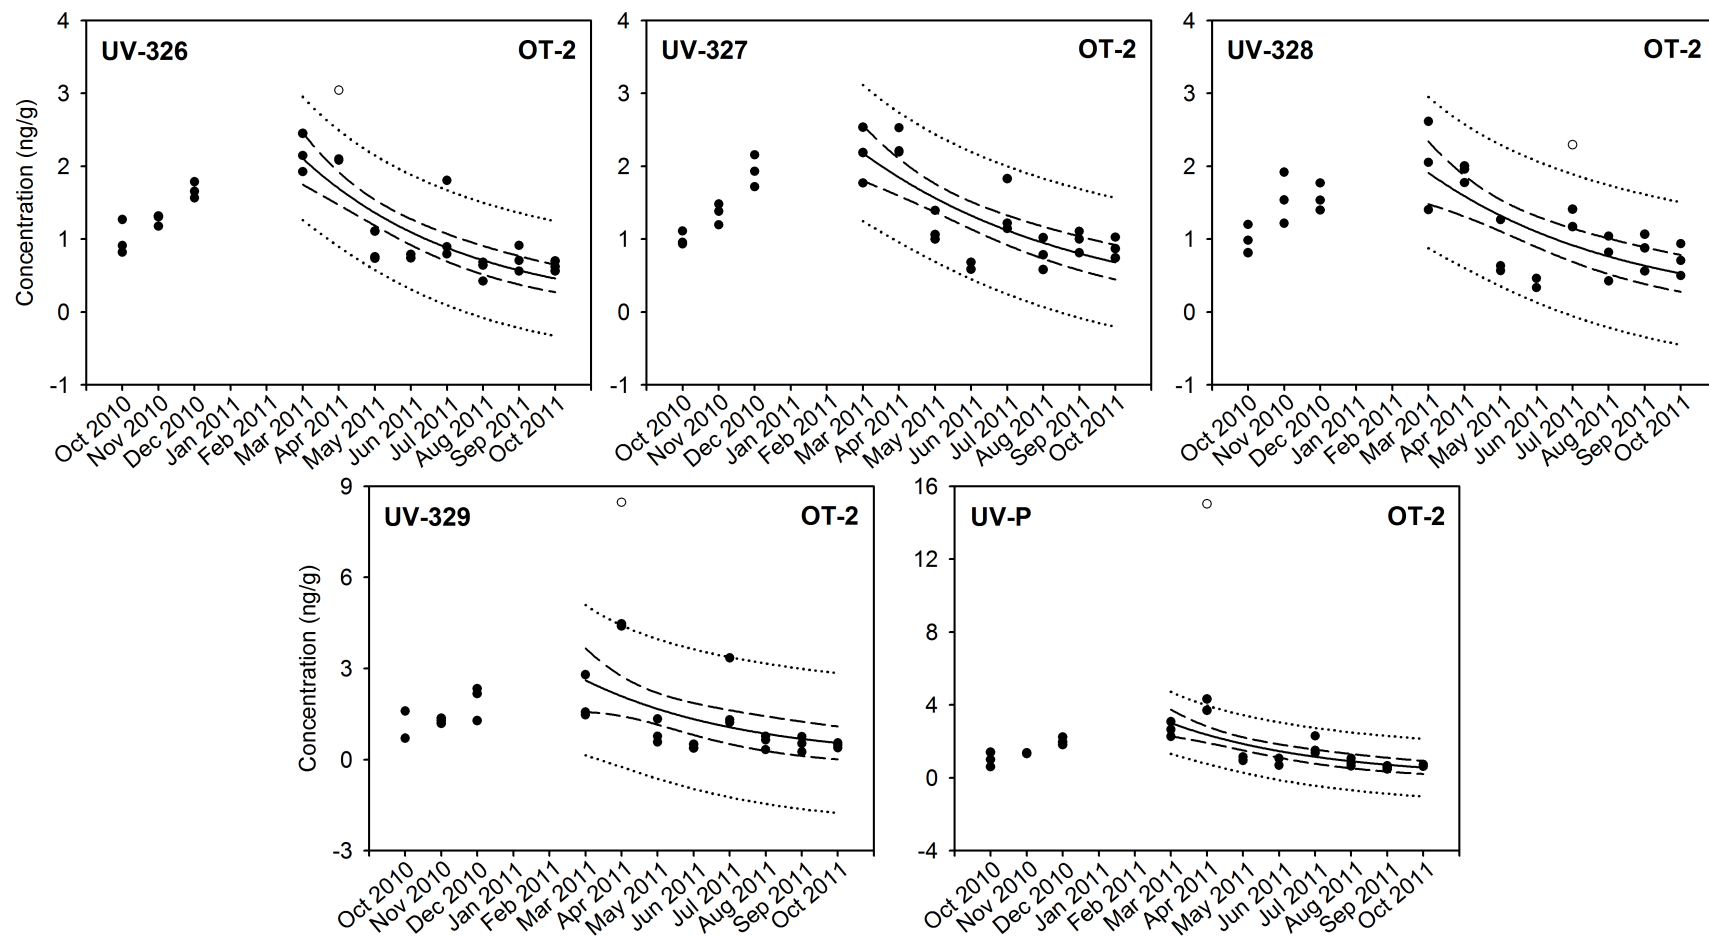 UV-326 OT-2
Concentration (ng/g)
4
3
2
1
0
-1
Oct 2010
Nov 2010
Dec 2010
Jan 2011
Feb 2011
Mar 2011
Apr 2011
May 2011
Jun 2011
Jul 2011
Aug 2011
Sep 2011
Oct 2011
UV-327 OT-2
4
3
2
1
0
-1
Oct 2010
Nov 2010
Dec 2010
Jan 2011
Feb 2011
Mar 2011
Apr 2011
May 2011
Jun 2011
Jul 2011
Aug 2011
Sep 2011
Oct 2011
UV-328 OT-2
4
3
2
1
0
-1
Oct 2010
Nov 2010
Dec 2010
Jan 2011
Feb 2011
Mar 2011
Apr 2011
May 2011
Jun 2011
Jul 2011
Aug 2011
Sep 2011
Oct 2011
UV-329 OT-2
Concentration (ng/g)
9
6
3
0
-3
Oct 2010
Nov 2010
Dec 2010
Jan 2011
Feb 2011
Mar 2011
Apr 2011
May 2011
Jun 2011
Jul 2011
Aug 2011
Sep 2011
Oct 2011
UV-P OT-2
16
12
8
4
0
-4
Oct 2010
Nov 2010
Dec 2010
Jan 2011
Feb 2011
Mar 2011
Apr 2011
May 2011
Jun 2011
Jul 2011
Aug 2011
Sep 2011
Oct 2011